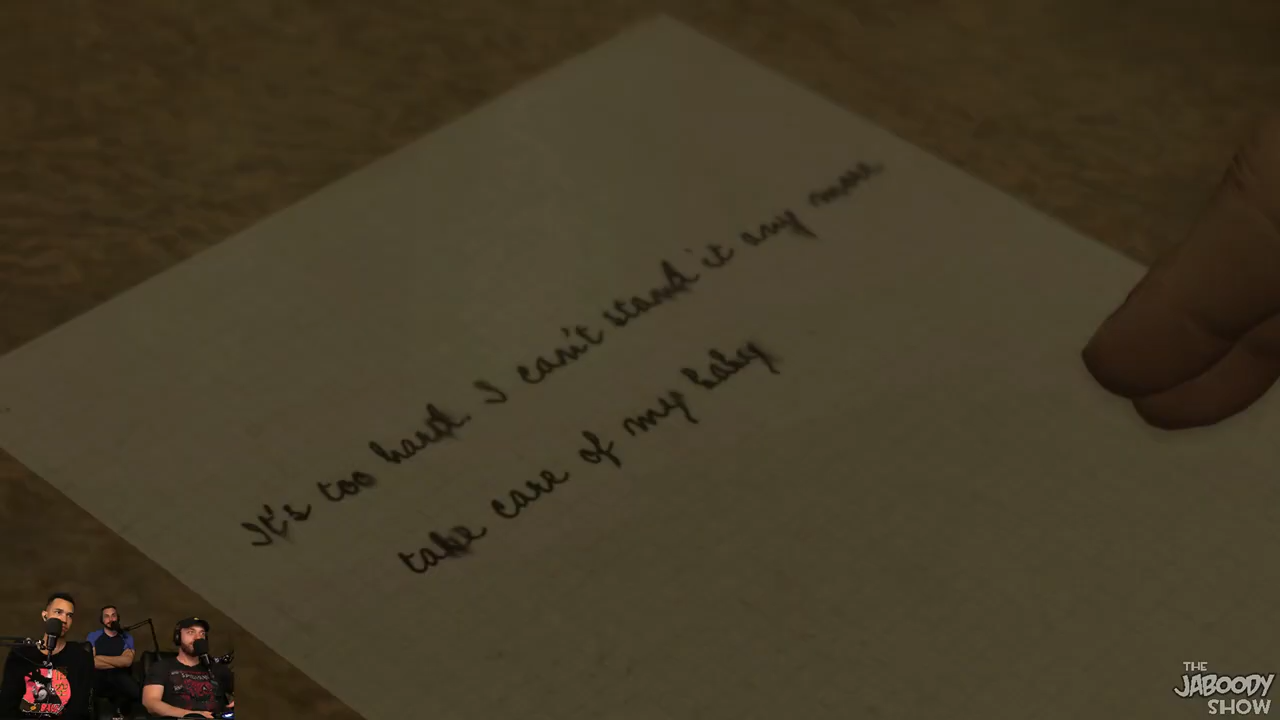 It's too hard. I can't stand it any more
take care of my baby
THE
JABOODY
SHOW